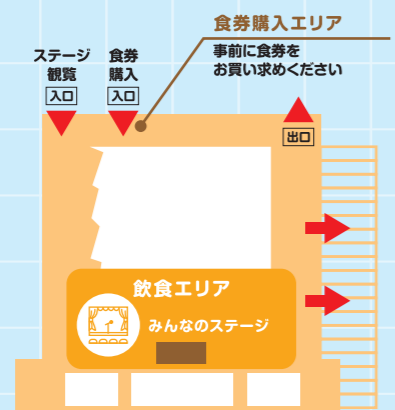 食券購入エリア
事前に食券を
お買い求めください
ステージ
観覧
入口
食券
購入
入口
出口
飲食エリア
みんなのステージ